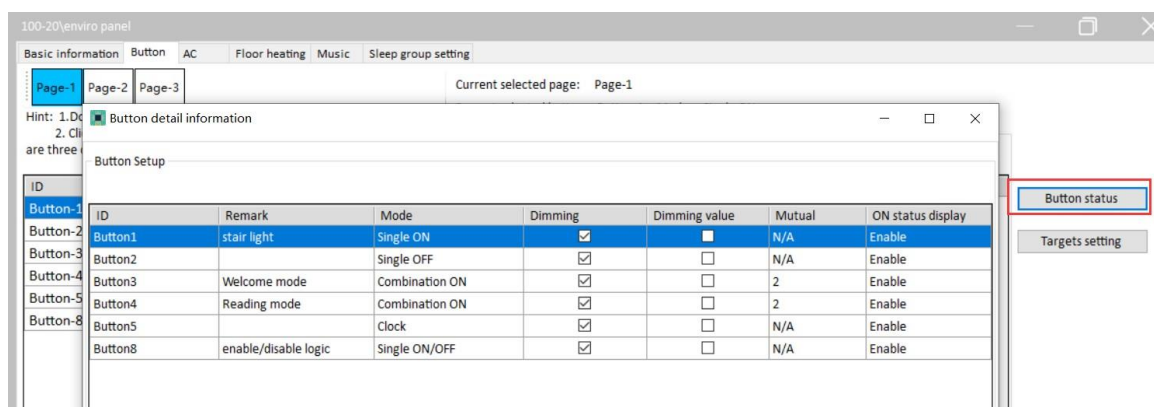 100-20\enviro panel
Basic information Button AC Floor heating Music Sleep group setting
Page-1 Page-2 Page-3
Current selected page: Page-1
Hint: 1.Do
2. Cli
are three
Button detail information
Button Setup
ID
Button-1
Button-2
Button-3
Button-4
Button-5
Button-8
ID Remark Mode Dimming Dimming value Mutual ON status display
Button1 stair light Single ON N/A Enable
Button2 Single OFF N/A Enable
Button3 Welcome mode Combination ON 2 Enable
Button4 Reading mode Combination ON 2 Enable
Button5 Clock N/A Enable
Button8 enable/disable logic Single ON/OFF N/A Enable
Button status
Targets setting